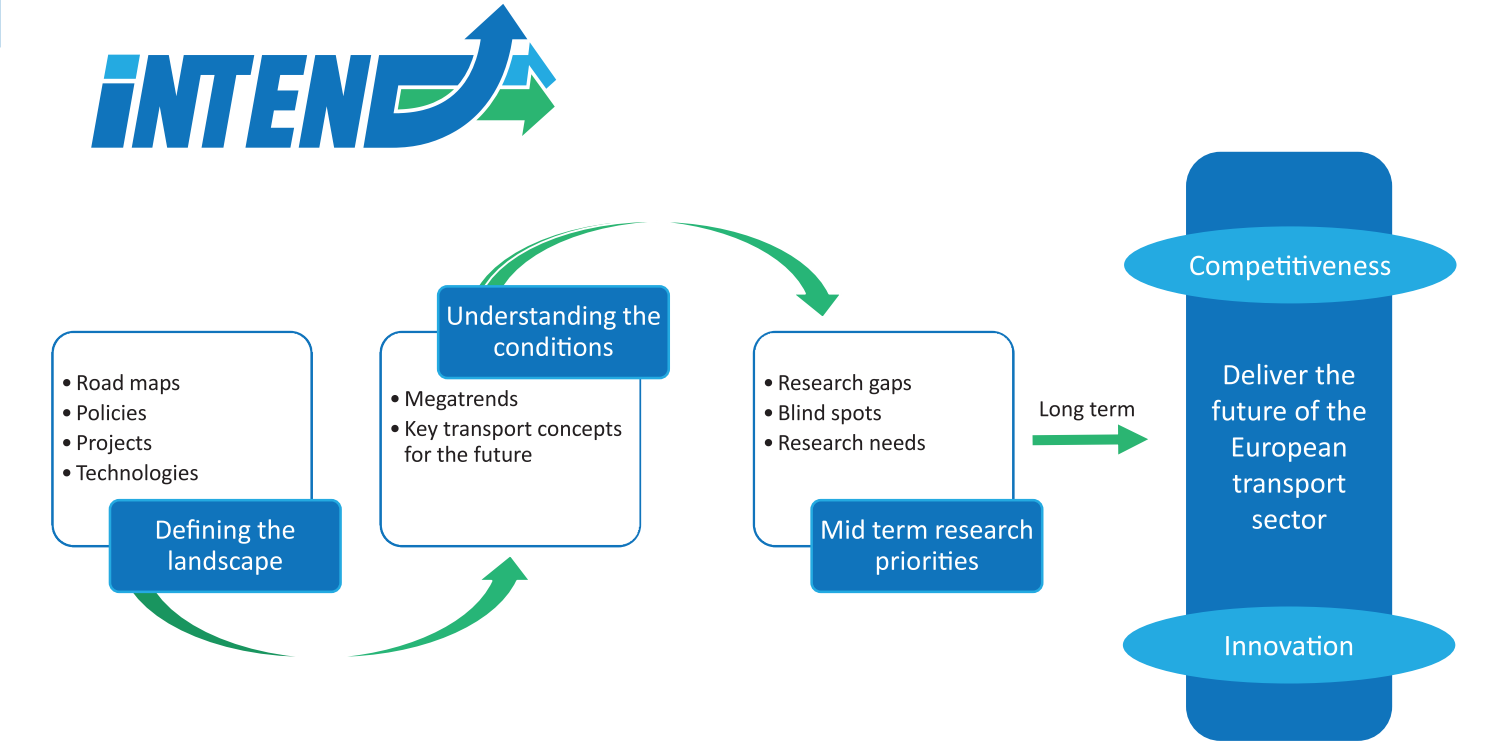 iNTEND
• Road maps
• Policies
• Projects
• Technologies
Defining the
landscape
Understanding the
conditions
• Megatrends
• Key transport concepts
for the future
• Research gaps
• Blind spots
• Research needs
Mid term research
priorities
Long term
Competitiveness
Deliver the
future of the
European
transport
sector
Innovation